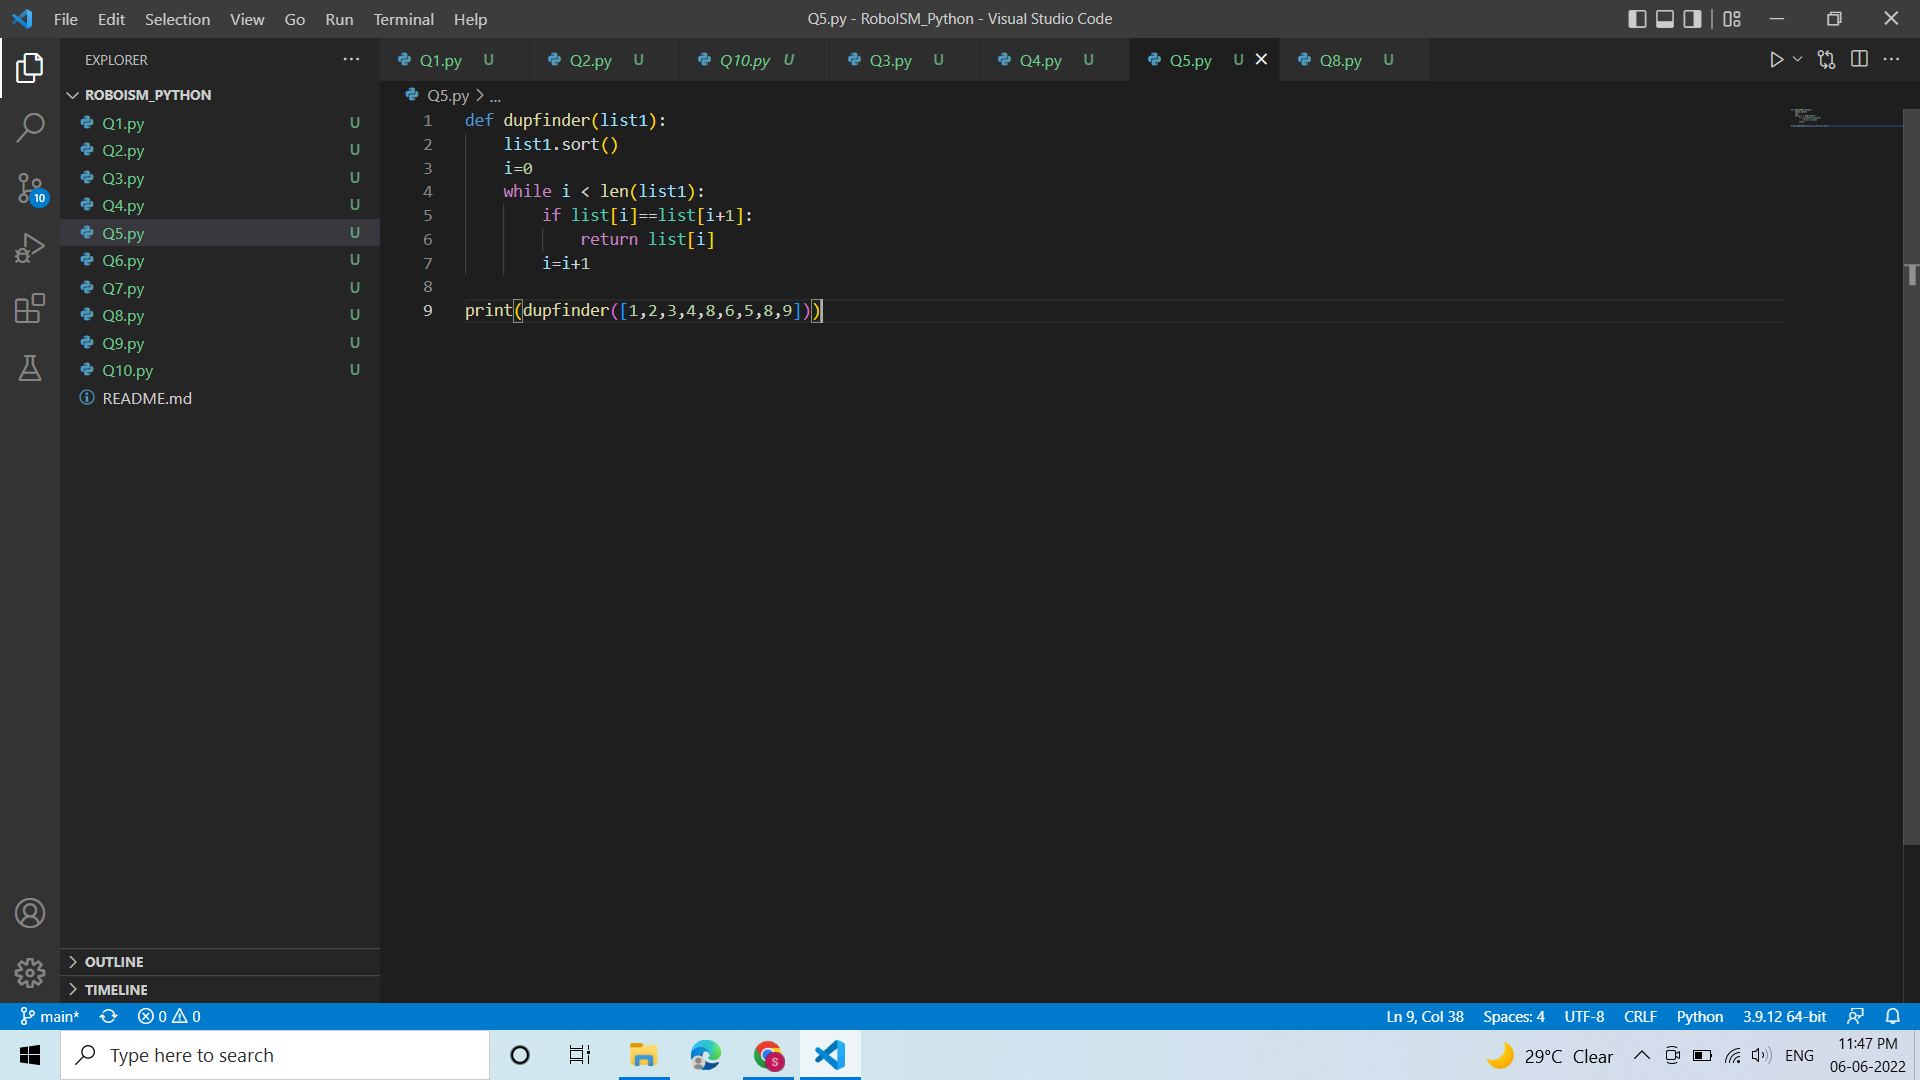 File Edit Selection View Go Run Terminal Help
Q5.py - RoboISM_Python - Visual Studio Code
EXPLORER
ROBOISM_PYTHON
Q1.py U
Q2.py U
Q3.py U
Q4.py U
Q5.py U
Q6.py U
Q7.py U
Q8.py U
Q9.py U
Q10.py U
README.md
10
OUTLINE
TIMELINE
Q1.py U Q2.py U Q10.py U Q3.py U Q4.py U Q5.py U Q8.py U
Q5.py > ...
1 def dupfinder(list1):
2 list1.sort()
3 i=0
4 while i < len(list1):
5 if list[i]==list[i+1]:
6 return list[i]
7 i=i+1
8
9 print(dupfinder([1,2,3,4,8,6,5,8,9]))
main* 0 0 Ln 9, Col 38 Spaces: 4 UTF-8 CRLF Python 3.9.12 64-bit
Type here to search
S
29°C Clear
ENG
11:47 PM
06-06-2022